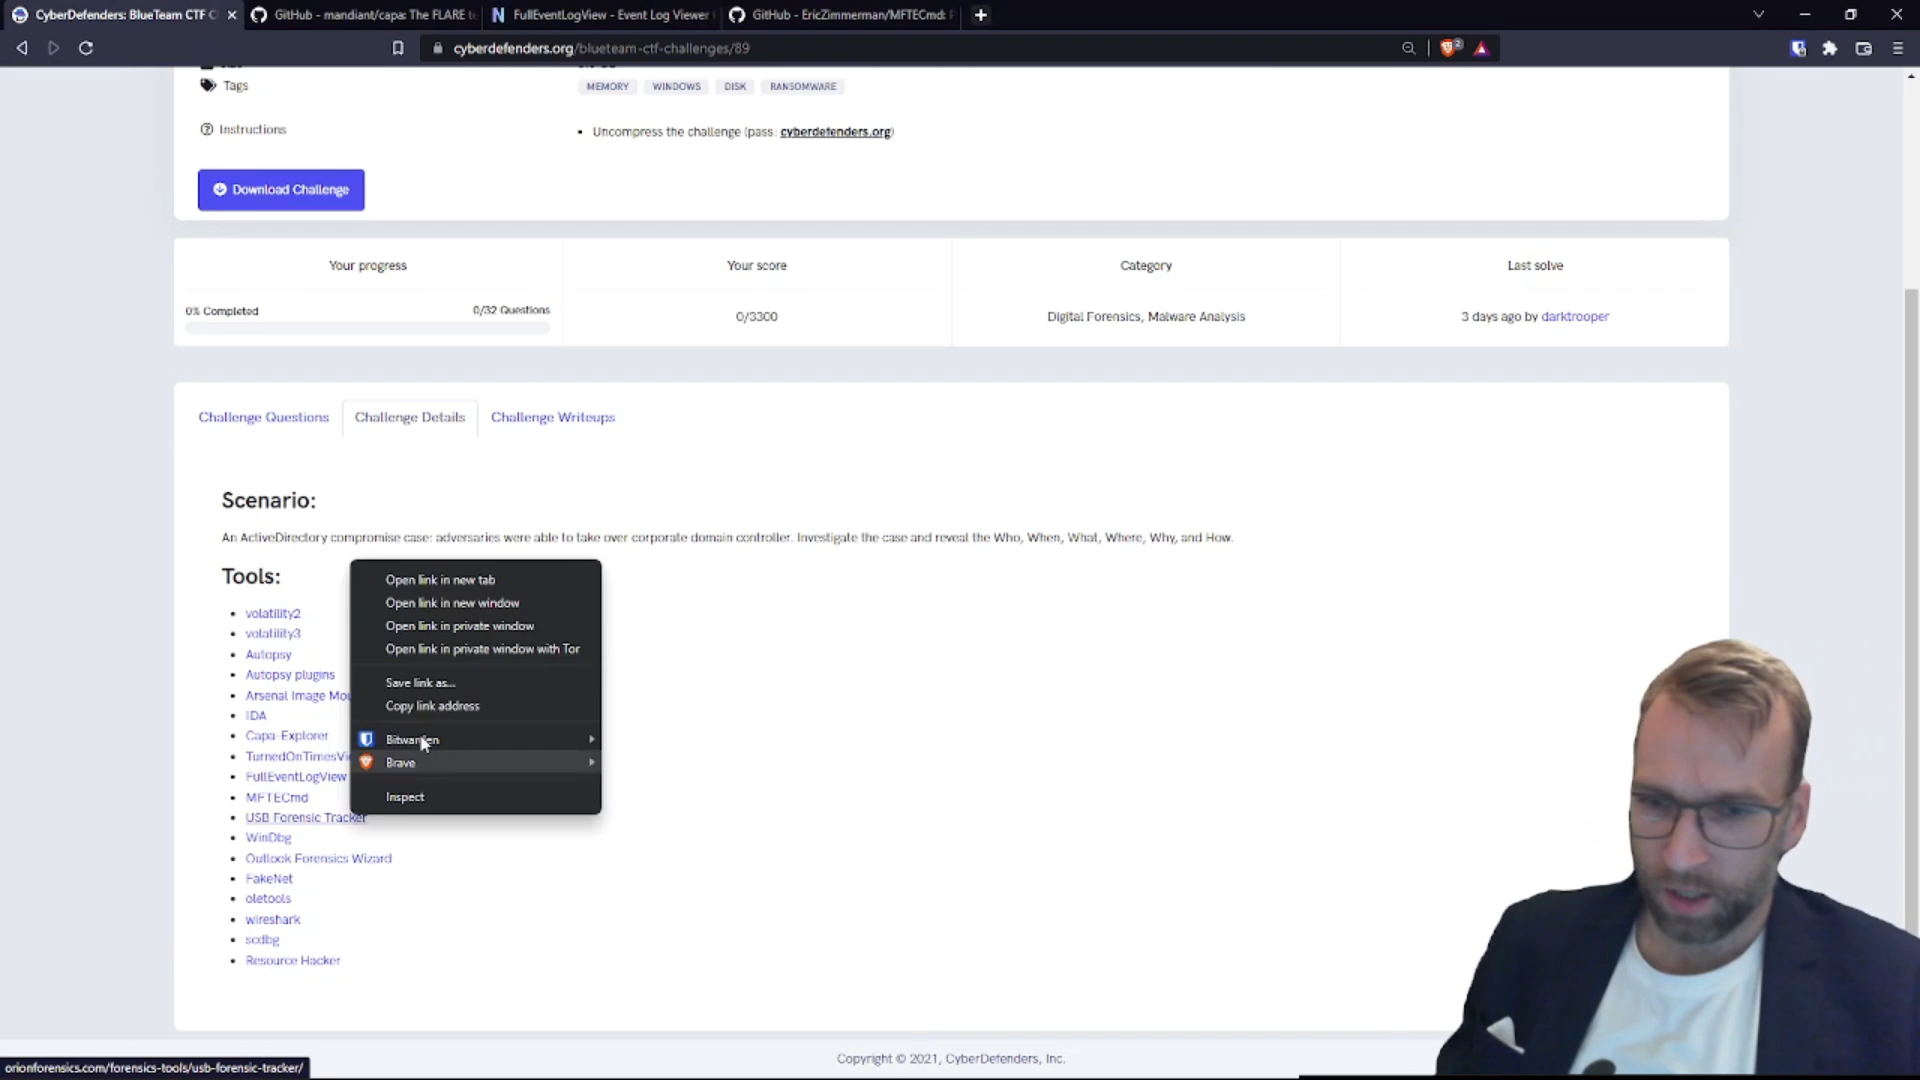 CyberDefenders: BlueTeam CTF C
GitHub - mandiant/capa: The FLARE t
FullEventLogView - Event Log Viewer
GitHub - EricZimmerman/MFTECmd:
cyberdefenders.org/blueteam-ctf-challenges/89
Tags
MEMORY
WINDOWS
DISK
RANSOMWARE
Instructions
• Uncompress the challenge (pass: cyberdefenders.org)
Download Challenge
Your progress
Your score
Category
Last solve
0% Completed
0/32 Questions
0/3300
Digital Forensics, Malware Analysis
3 days ago by darktrooper
Challenge Questions
Challenge Details
Challenge Writeups
Scenario:
An ActiveDirectory compromise case: adversaries were able to take over corporate domain controller. Investigate the case and reveal the Who, When, What, Where, Why, and How.
Tools:
• volatility2
• volatility3
• Autopsy
• Autopsy plugins
• Arsenal Image Mou
• IDA
• Capa-Explorer
• TurnedOnTimesVi
• FullEventLogView
• MFTECmd
• USB Forensic Tracker
• WinDbg
• Outlook Forensics Wizard
• FakeNet
• oletools
• wireshark
• scdbg
• Resource Hacker
Open link in new tab
Open link in new window
Open link in private window
Open link in private window with Tor
Save link as...
Copy link address
Bitwarden
Brave
Inspect
Copyright © 2021, CyberDefenders, Inc.
orionforensics.com/forensics-tools/usb-forensic-tracker/